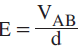 E = V_AB / d